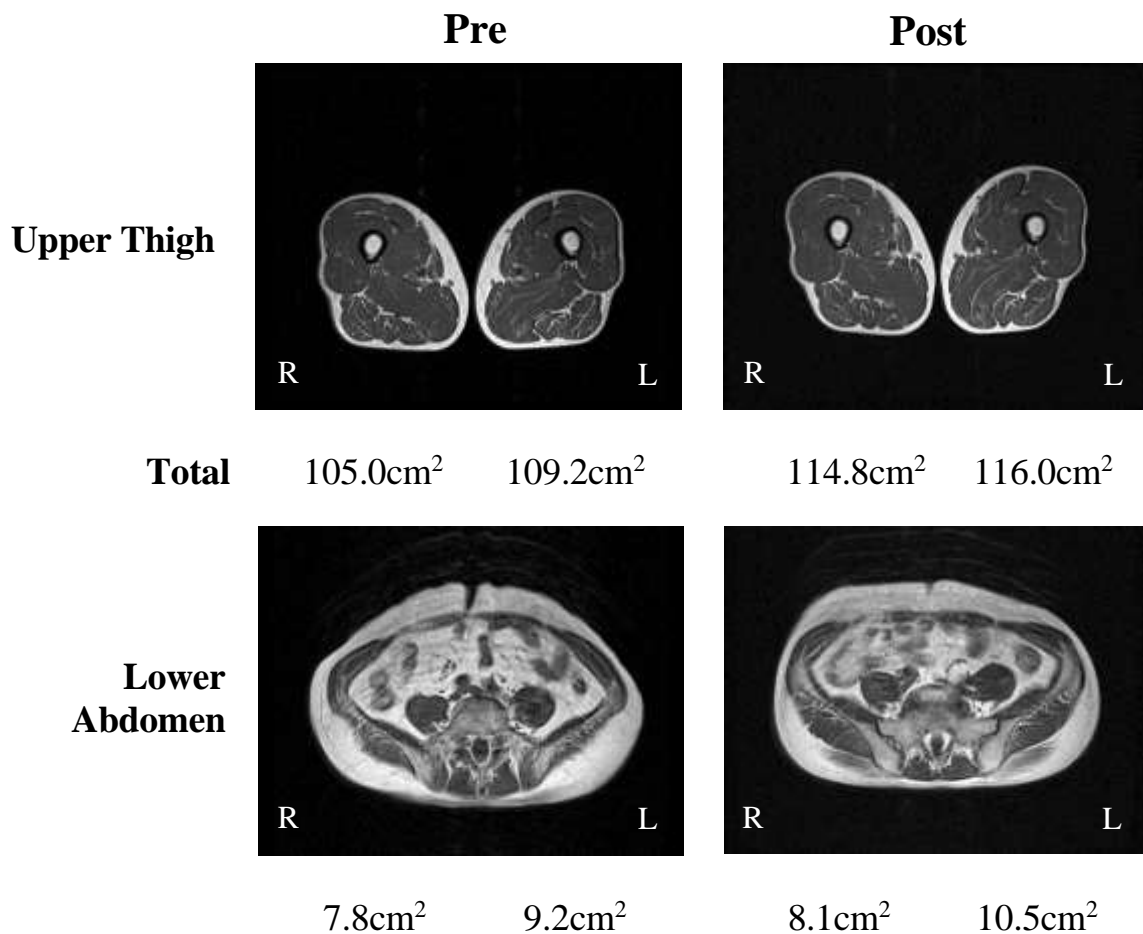 Pre Post
Upper Thigh
R L R L
Total 105.0cm² 109.2cm² 114.8cm² 116.0cm²
Lower
Abdomen
R L R L
7.8cm² 9.2cm² 8.1cm² 10.5cm²